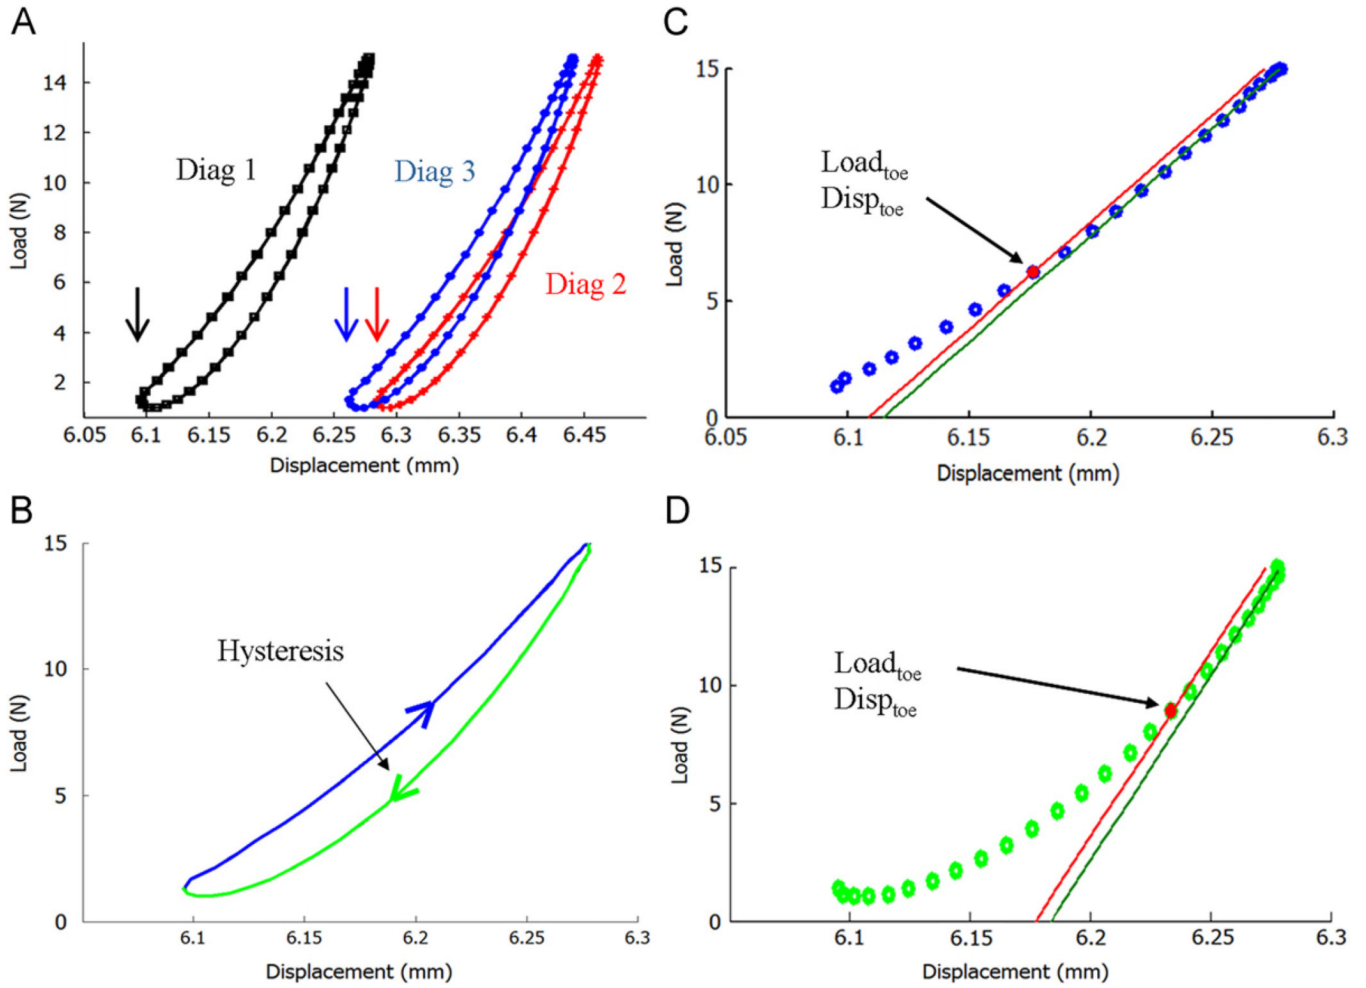 A
14
12
10
8
6
4
2
Load (N)
Diag 1
Diag 3
Diag 2
6.05 6.1 6.15 6.2 6.25 6.3 6.35 6.4 6.45
Displacement (mm)
B
15
10
5
0
Load (N)
Hysteresis
6.1 6.15 6.2 6.25 6.3
Displacement (mm)
C
15
10
5
0
Load (N)
Loadtoe
Disptoe
6.05 6.1 6.15 6.2 6.25 6.3
Displacement (mm)
D
15
10
5
0
Load (N)
Loadtoe
Disptoe
6.1 6.15 6.2 6.25 6.3
Displacement (mm)